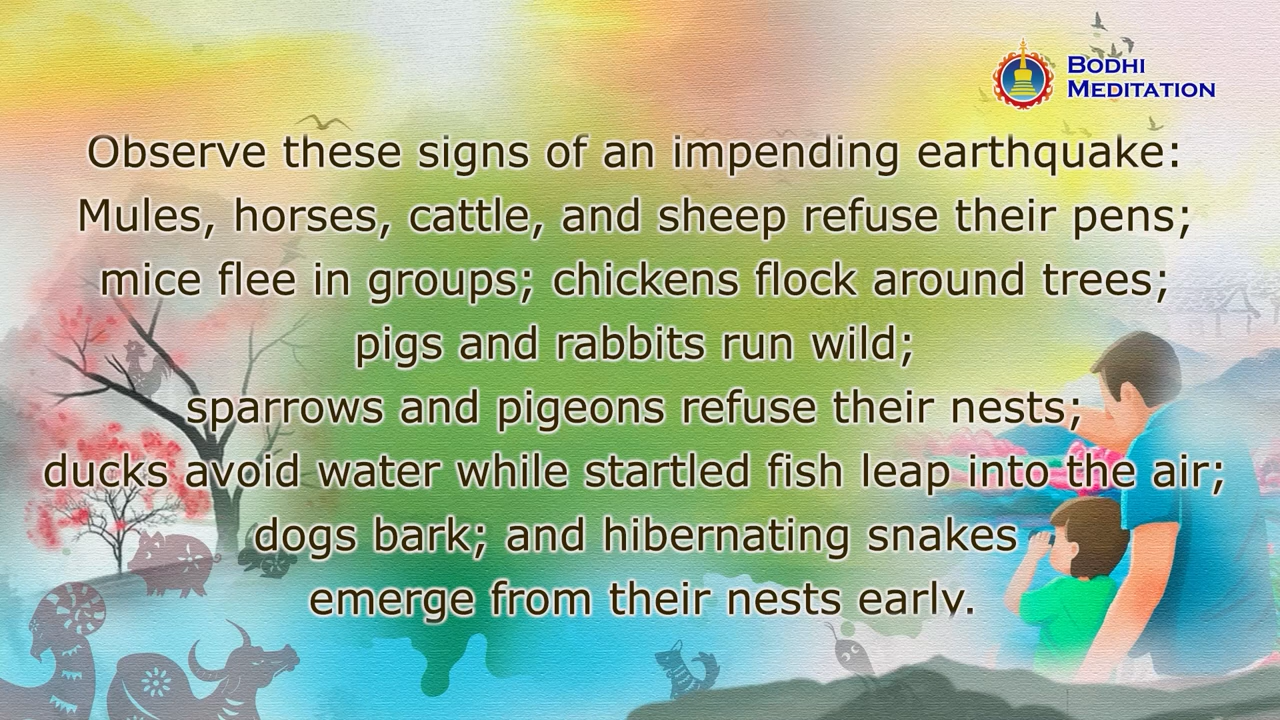 BODHI
MEDITATION
Observe these signs of an impending earthquake:
Mules, horses, cattle, and sheep refuse their pens;
mice flee in groups; chickens flock around trees;
pigs and rabbits run wild;
sparrows and pigeons refuse their nests;
ducks avoid water while startled fish leap into the air;
dogs bark; and hibernating snakes
emerge from their nests early.